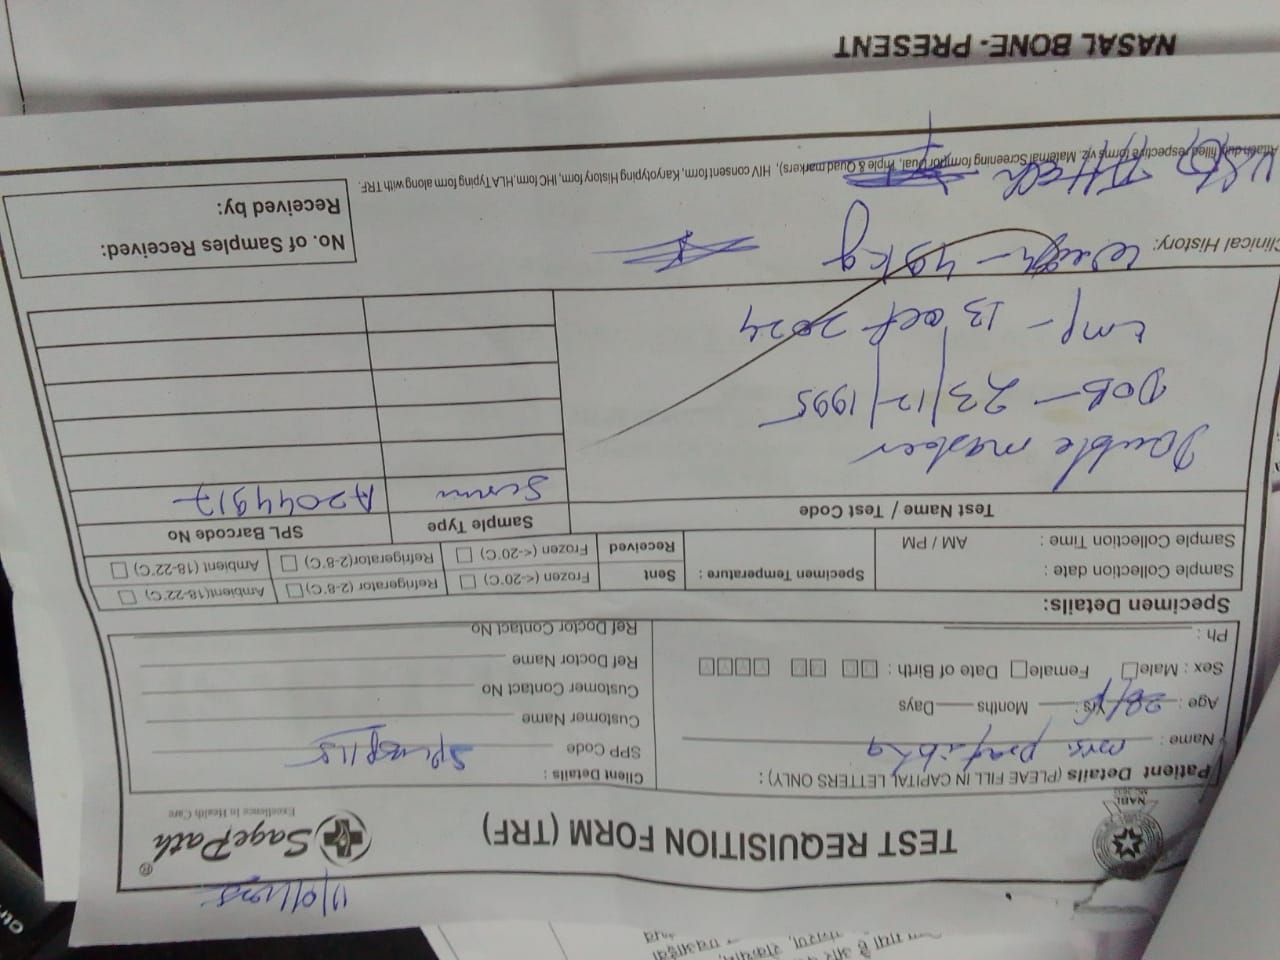 11/01/2025
TEST REQUISITION FORM (TRF)
SagePath®
Excellence In Health Care
NABL
Patient Details (PLEAE FILL IN CAPITAL LETTERS ONLY) :
Name : mrs.
Age : 28/F Yrs : Months Days
Sex : Male Female Date of Birth :
Ph :
Client Details :
SPP Code
Customer Name
Customer Contact No
Ref Doctor Name
Ref Doctor Contact No
Specimen Details:
Sample Collection date :
Sample Collection Time : AM / PM
Specimen Temperature :
Sent Frozen (<-20°C) Refrigerator (2-8°C) Ambient(18-22°C)
Received Frozen (<-20°C) Refrigerator(2-8°C) Ambient (18-22°C)
Test Name / Test Code Sample Type SPL Barcode No
Double marker Serum A2044917
DOB - 23/12/1995
Lmp - 13 oct 2024
Clinical History: Weight - 49 kg
USG Attach
No. of Samples Received:
Received by:
Attach duly filled respective forms viz. Maternal Screening form(for Dual, Triple & Quad markers), HIV consent form, Karyotyping History form, IHC form, HLA Typing form along with TRF.
NASAL BONE- PRESENT